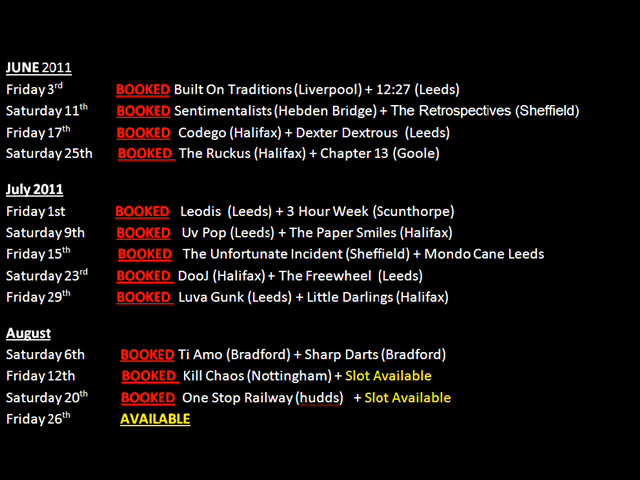 JUNE 2011
Friday 3rd BOOKED Built On Traditions (Liverpool) + 12:27 (Leeds)
Saturday 11th BOOKED Sentimentalists (Hebden Bridge) + The Retrospectives (Sheffield)
Friday 17th BOOKED Codego (Halifax) + Dexter Dextrous (Leeds)
Saturday 25th BOOKED The Ruckus (Halifax) + Chapter 13 (Goole)
July 2011
Friday 1st BOOKED Leodis (Leeds) + 3 Hour Week (Scunthorpe)
Saturday 9th BOOKED Uv Pop (Leeds) + The Paper Smiles (Halifax)
Friday 15th BOOKED The Unfortunate Incident (Sheffield) + Mondo Cane Leeds
Saturday 23rd BOOKED DooJ (Halifax) + The Freewheel (Leeds)
Friday 29th BOOKED Luva Gunk (Leeds) + Little Darlings (Halifax)
August
Saturday 6th BOOKED Ti Amo (Bradford) + Sharp Darts (Bradford)
Friday 12th BOOKED Kill Chaos (Nottingham) + Slot Available
Saturday 20th BOOKED One Stop Railway (hudds) + Slot Available
Friday 26th AVAILABLE